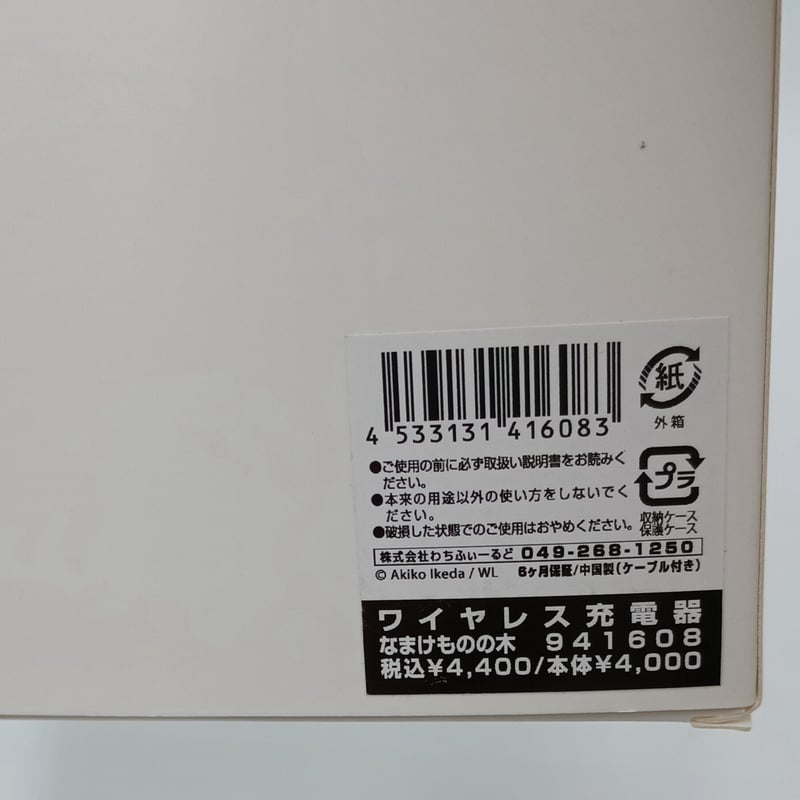 紙
外箱
4 533131 416083
●ご使用の前に必ず取扱い説明書をお読みく
ださい。
●本来の用途以外の使い方をしないでく
ださい。
●破損した状態でのご使用はおやめください。
プラ
収納ケース
保護ケース
株式会社わちふぃーるど 049-268-1250
© Akiko Ikeda / WL 6ヶ月保証/中国製(ケーブル付き)
ワイヤレス充電器
なまけものの木 941608
税込¥4,400/本体¥4,000